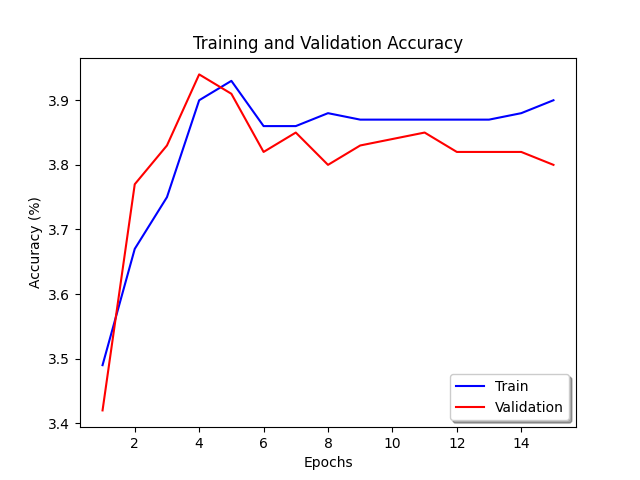 Training and Validation Accuracy
Accuracy (%)
3.9
3.8
3.7
3.6
3.5
3.4
Train
Validation
2 4 6 8 10 12 14
Epochs